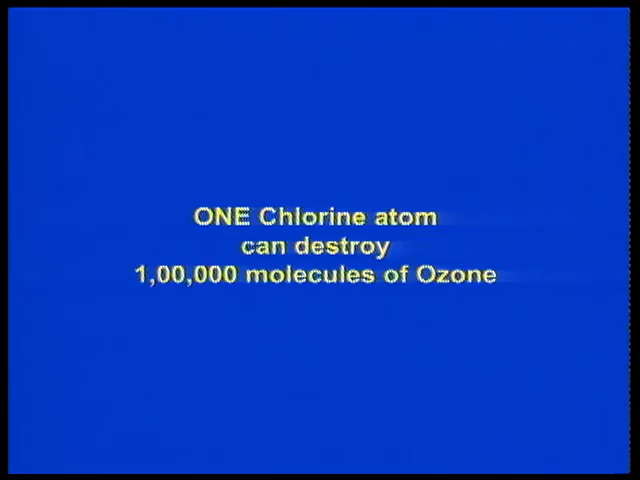 ONE Chlorine atom
can destroy
1,00,000 molecules of Ozone